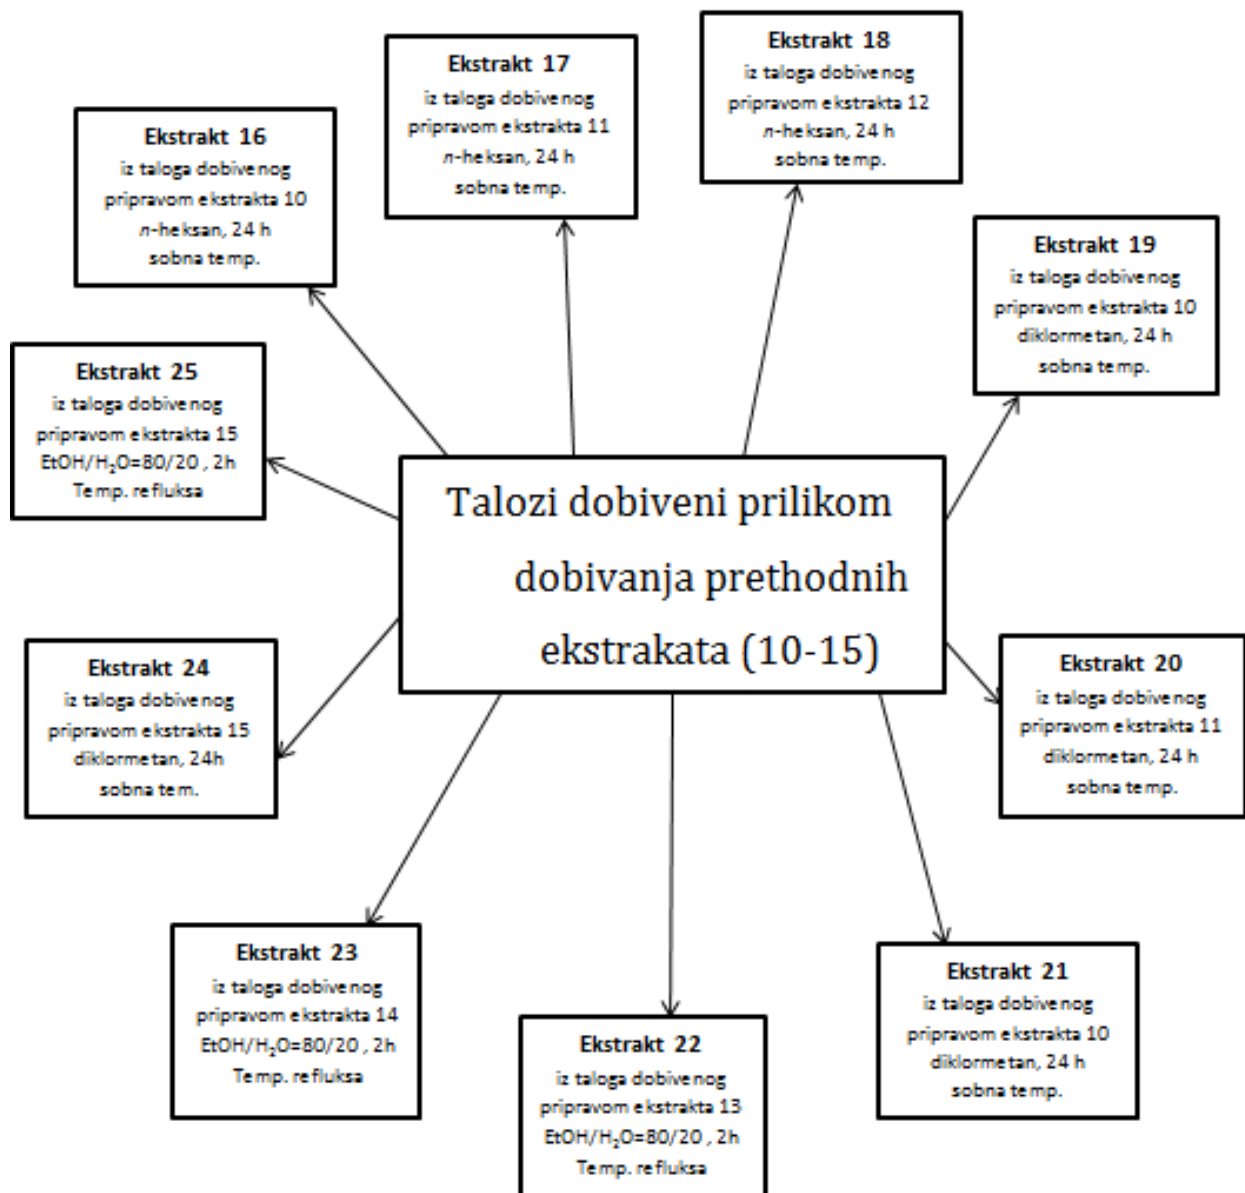 Ekstrakt 16
iz taloga dobivenog
pripravom ekstrakta 10
n-heksan, 24 h
sobna temp.
Ekstrakt 17
iz taloga dobivenog
pripravom ekstrakta 11
n-heksan, 24 h
sobna temp.
Ekstrakt 18
iz taloga dobivenog
pripravom ekstrakta 12
n-heksan, 24 h
sobna temp.
Ekstrakt 19
iz taloga dobivenog
pripravom ekstrakta 10
diklormetan, 24 h
sobna temp.
Ekstrakt 25
iz taloga dobivenog
pripravom ekstrakta 15
EtOH/H₂O=80/20 , 2h
Temp. refluksa
Talozi dobiveni prilikom
dobivanja prethodnih
ekstrakata (10-15)
Ekstrakt 24
iz taloga dobivenog
pripravom ekstrakta 15
diklormetan, 24h
sobna tem.
Ekstrakt 20
iz taloga dobivenog
pripravom ekstrakta 11
diklormetan, 24 h
sobna temp.
Ekstrakt 23
iz taloga dobivenog
pripravom ekstrakta 14
EtOH/H₂O=80/20 , 2h
Temp. refluksa
Ekstrakt 22
iz taloga dobivenog
pripravom ekstrakta 13
EtOH/H₂O=80/20 , 2h
Temp. refluksa
Ekstrakt 21
iz taloga dobivenog
pripravom ekstrakta 10
diklormetan, 24 h
sobna temp.